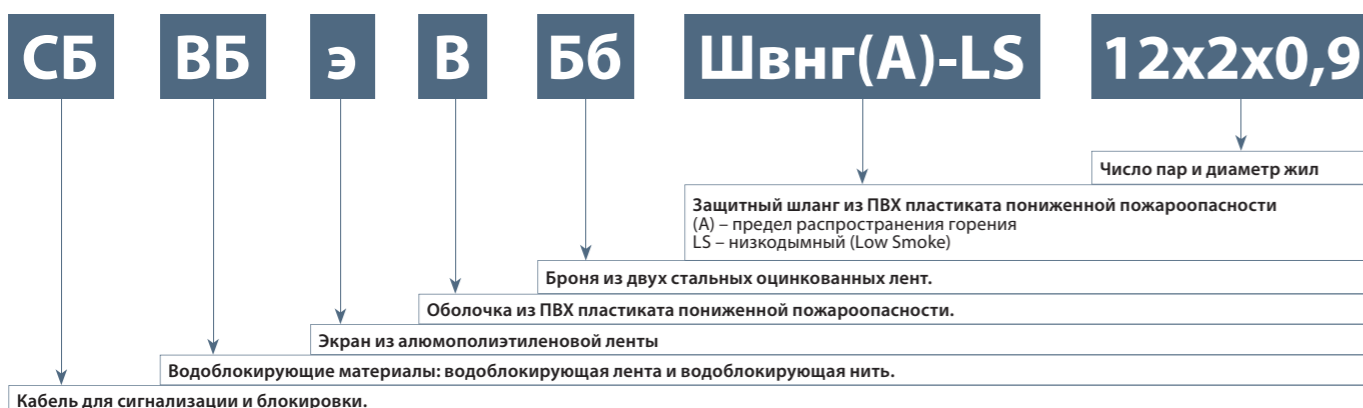 СБ ВБ э В Бб Швнг(А)-LS 12х2х0,9
Число пар и диаметр жил
Защитный шланг из ПВХ пластиката пониженной пожароопасности
(А) – предел распространения горения
LS – низкодымный (Low Smoke)
Броня из двух стальных оцинкованных лент.
Оболочка из ПВХ пластиката пониженной пожароопасности.
Экран из алюмополиэтиленовой ленты
Водоблокирующие материалы: водоблокирующая лента и водоблокирующая нить.
Кабель для сигнализации и блокировки.